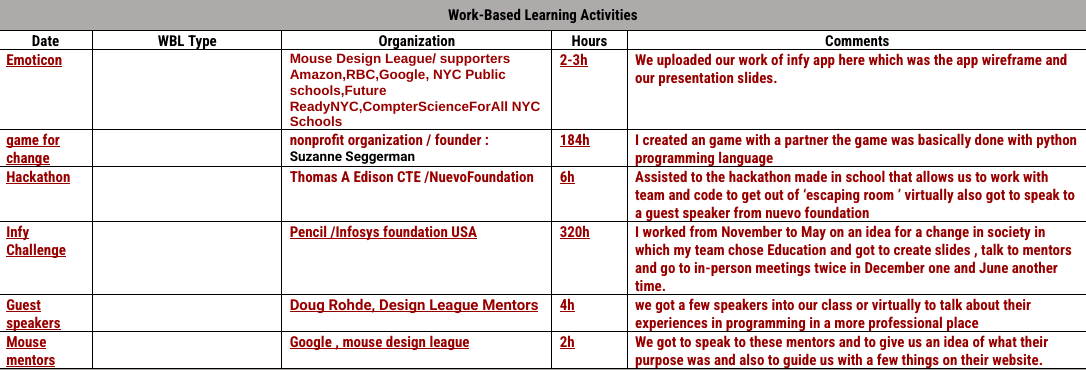 Work-Based Learning Activities
Date WBL Type Organization Hours Comments
Emoticon
Mouse Design League/ supporters
Amazon,RBC,Google, NYC Public
schools,Future
ReadyNYC,CompterScienceForAll NYC
Schools
2-3h
We uploaded our work of infy app here which was the app wireframe and
our presentation slides.
game for
change
nonprofit organization / founder :
Suzanne Seggerman
184h
I created an game with a partner the game was basically done with python
programming language
Hackathon
Thomas A Edison CTE /NuevoFoundation
6h
Assisted to the hackathon made in school that allows us to work with
team and code to get out of ‘escaping room ’ virtually also got to speak to
a guest speaker from nuevo foundation
Infy
Challenge
Pencil /Infosys foundation USA
320h
I worked from November to May on an idea for a change in society in
which my team chose Education and got to create slides , talk to mentors
and go to in-person meetings twice in December one and June another
time.
Guest
speakers
Doug Rohde, Design League Mentors
4h
we got a few speakers into our class or virtually to talk about their
experiences in programming in a more professional place
Mouse
mentors
Google , mouse design league
2h
We got to speak to these mentors and to give us an idea of what their
purpose was and also to guide us with a few things on their website.